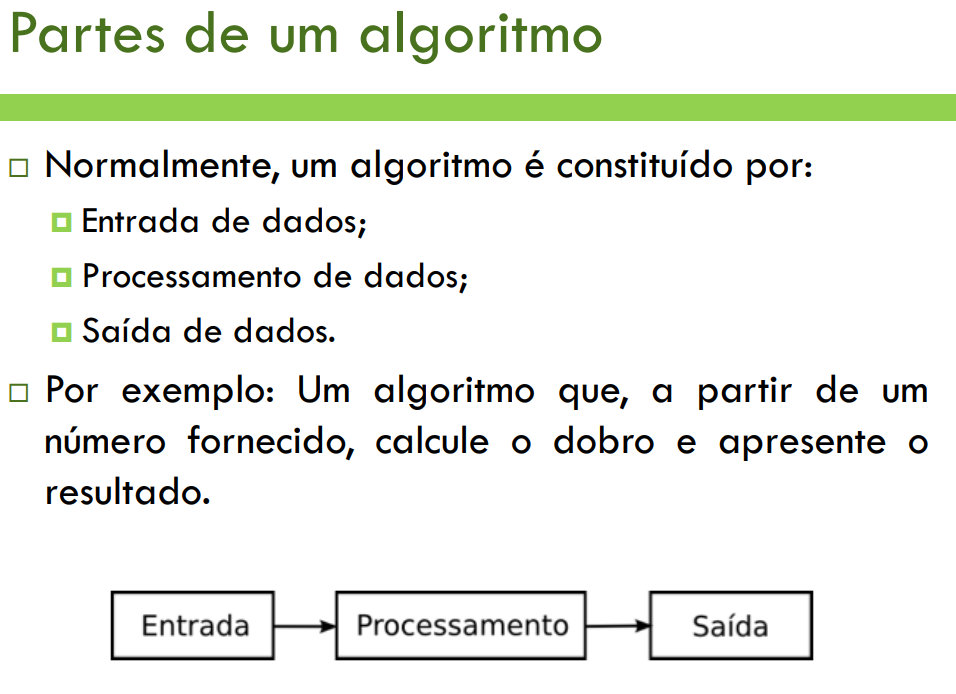 Partes de um algoritmo
Normalmente, um algoritmo é constituído por:
Entrada de dados;
Processamento de dados;
Saída de dados.
Por exemplo: Um algoritmo que, a partir de um
número fornecido, calcule o dobro e apresente o
resultado.
Entrada
Processamento
Saída